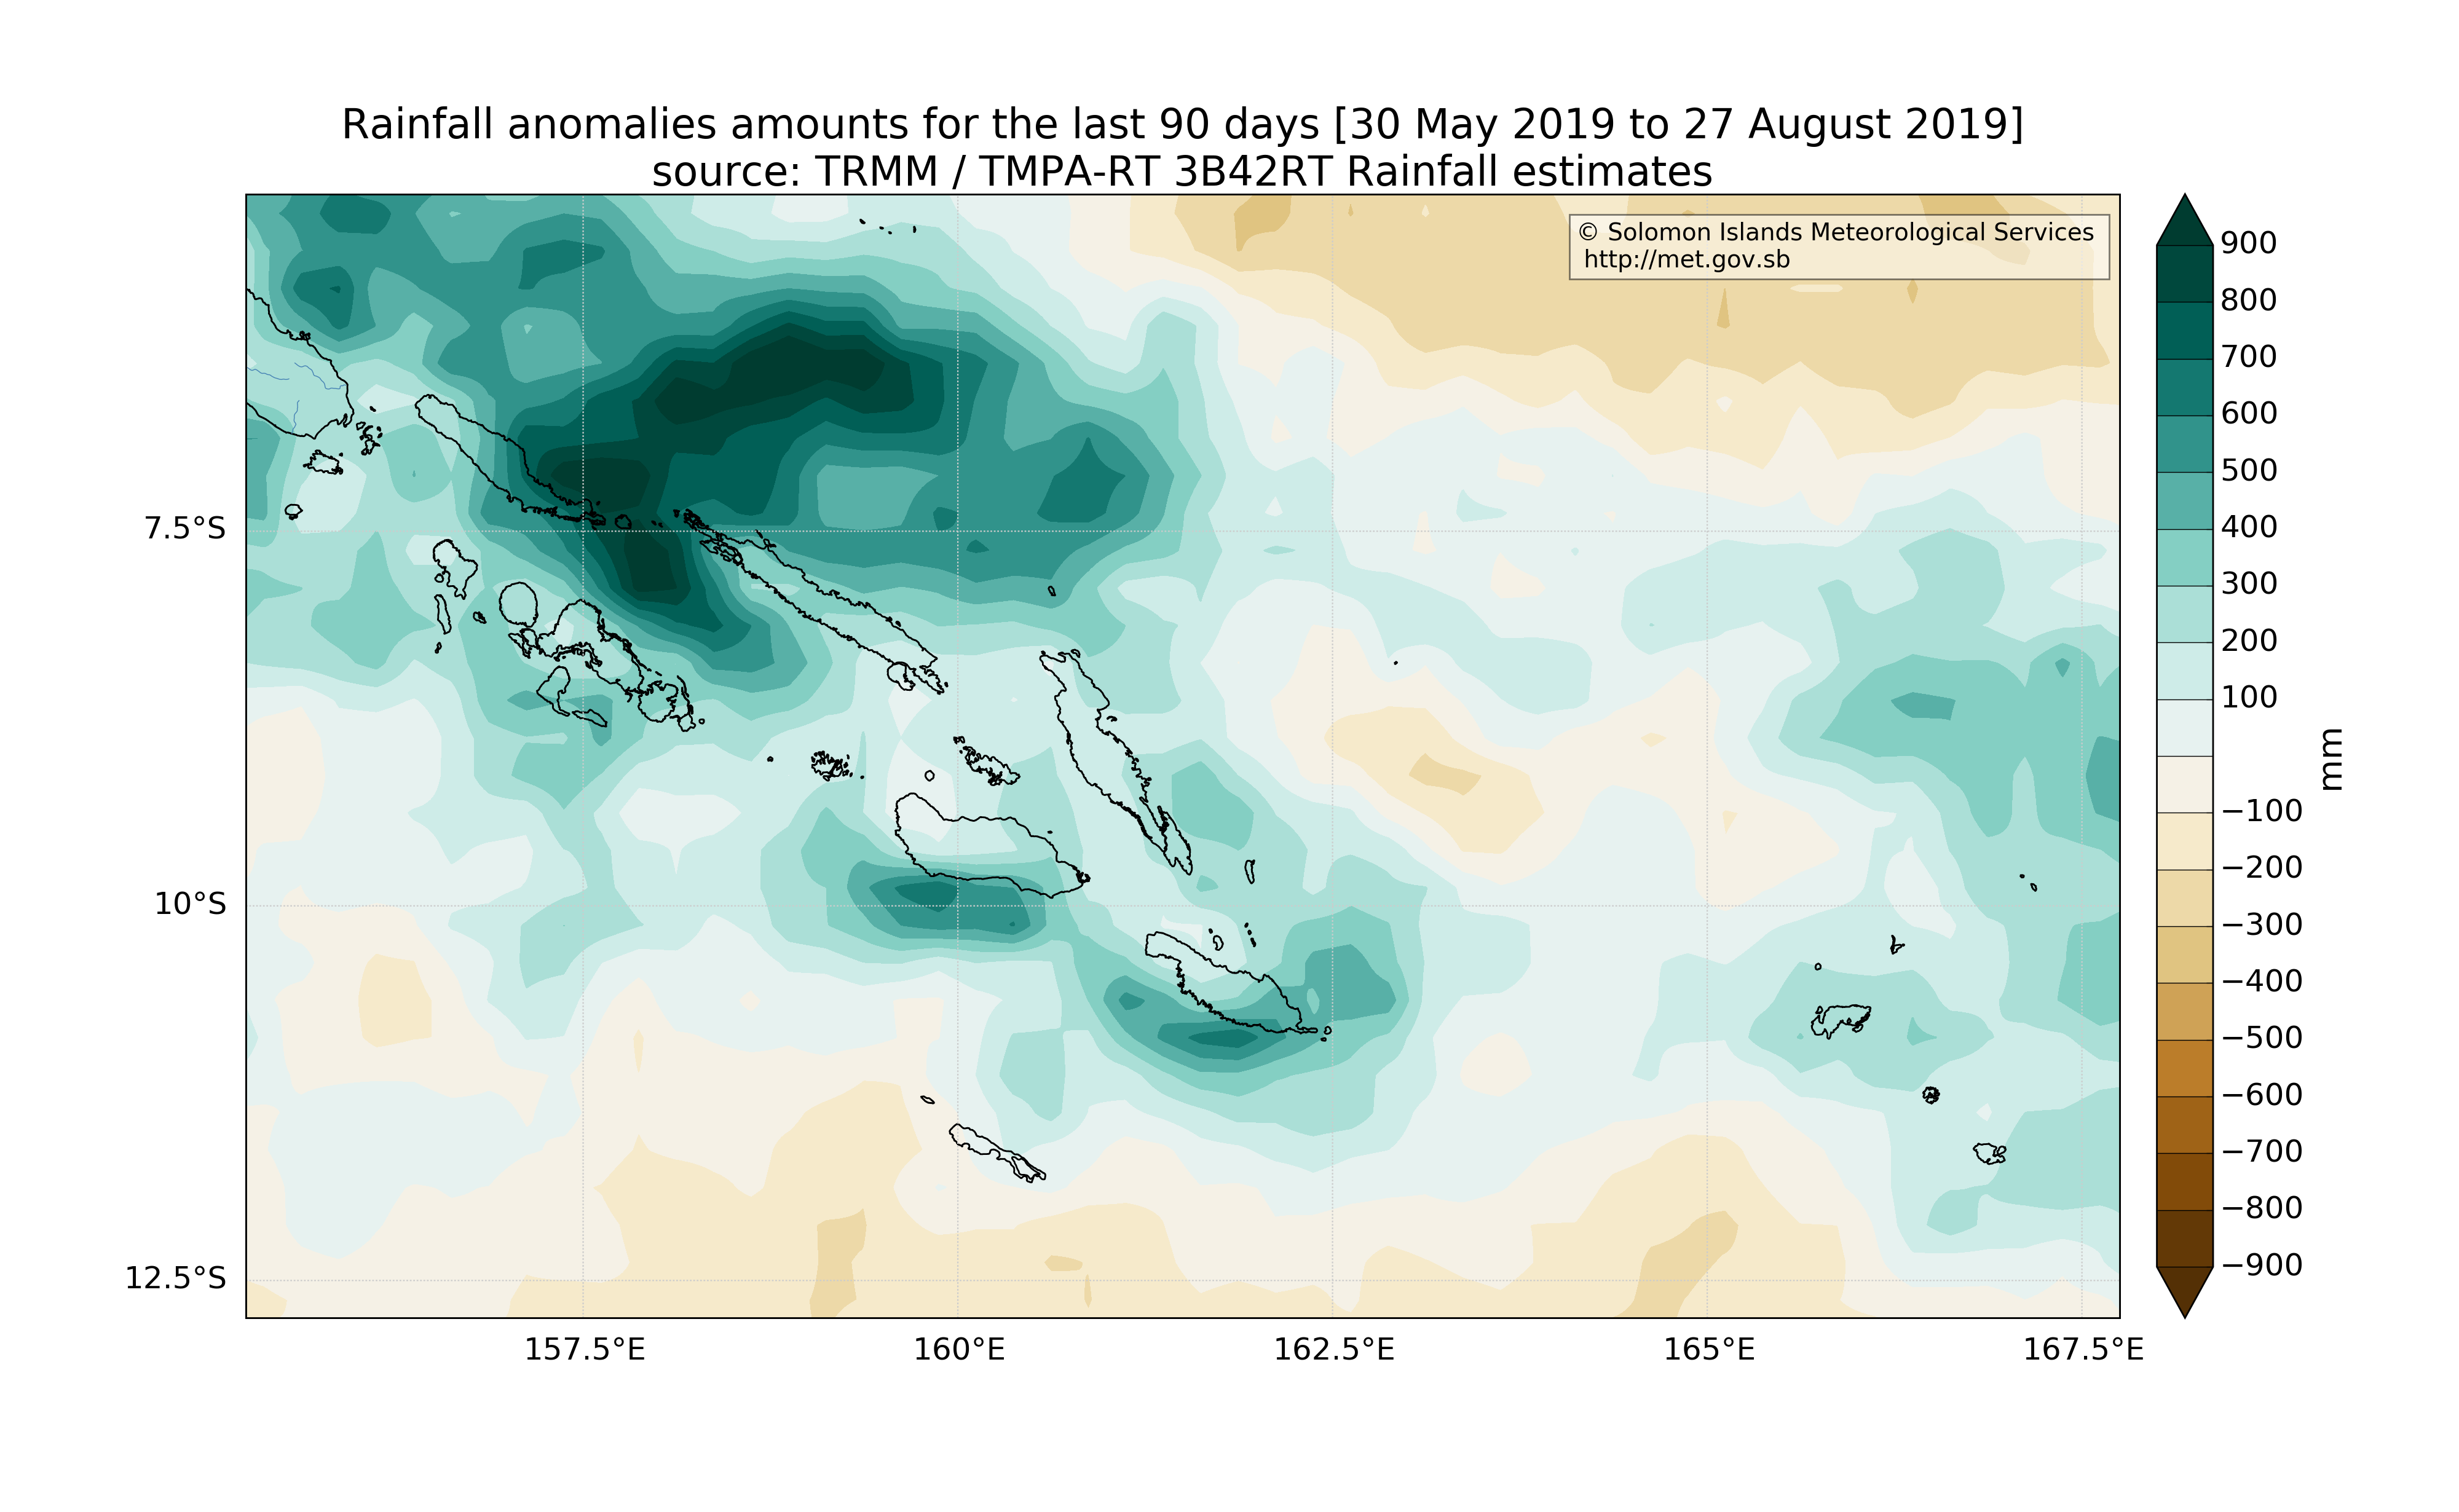 Rainfall anomalies amounts for the last 90 days [30 May 2019 to 27 August 2019]
source: TRMM / TMPA-RT 3B42RT Rainfall estimates
© Solomon Islands Meteorological Services
http://met.gov.sb
7.5°S
10°S
12.5°S
157.5°E
160°E
162.5°E
165°E
167.5°E
900
800
700
600
500
400
300
200
100
−100
−200
−300
−400
−500
−600
−700
−800
−900
mm